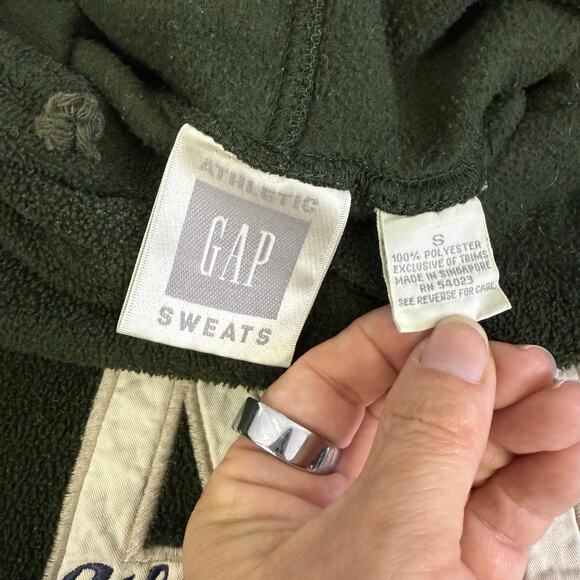 ATHLETIC
GAP
SWEATS
S
100% POLYESTER
EXCLUSIVE OF TRIMS
MADE IN SINGAPORE
RN 54023
SEE REVERSE FOR CARE